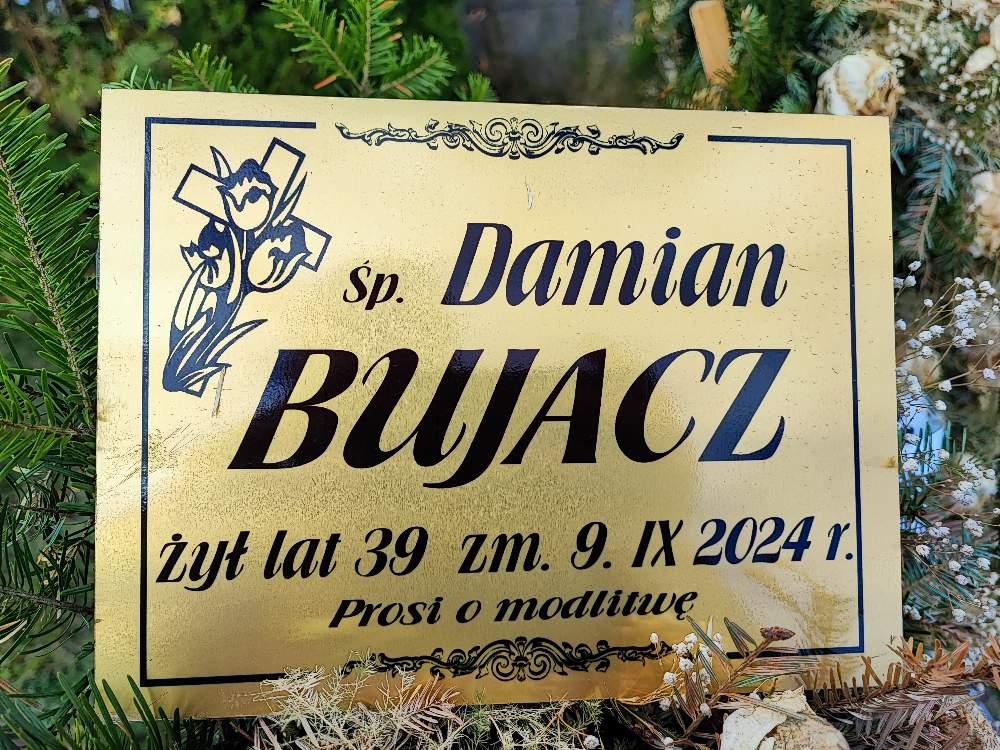 śp. Damian
BUJACZ
żył lat 39 zm. 9. IX 2024 r.
Prosi o modlitwę